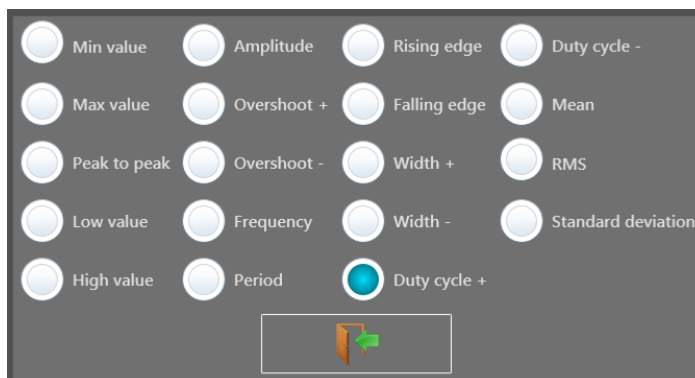 Min value
Amplitude
Rising edge
Duty cycle -
Max value
Overshoot +
Falling edge
Mean
Peak to peak
Overshoot -
Width +
RMS
Low value
Frequency
Width -
Standard deviation
High value
Period
Duty cycle +